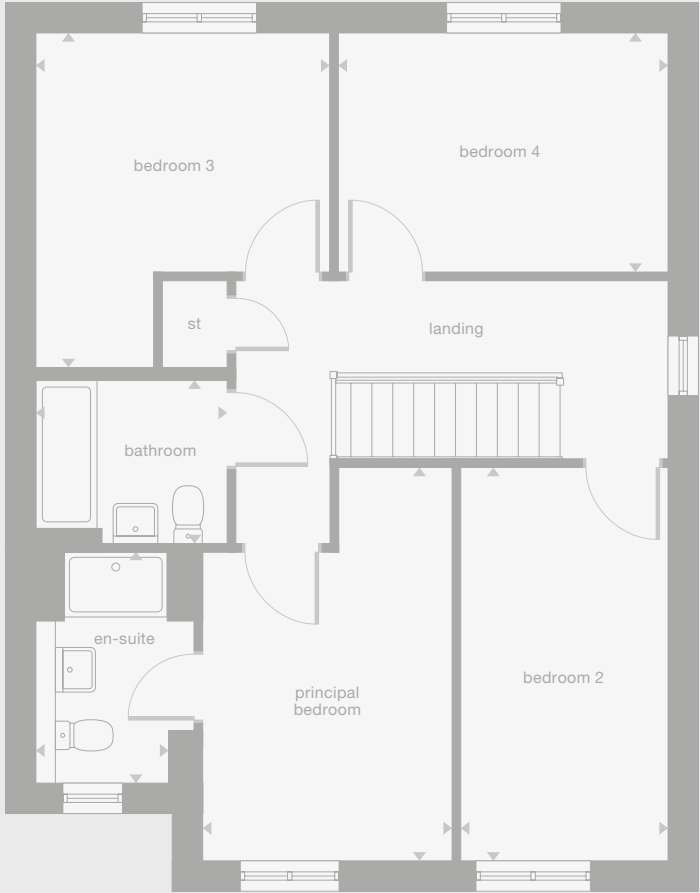 bedroom 3
bedroom 4
st
landing
bathroom
en-suite
principal
bedroom
bedroom 2